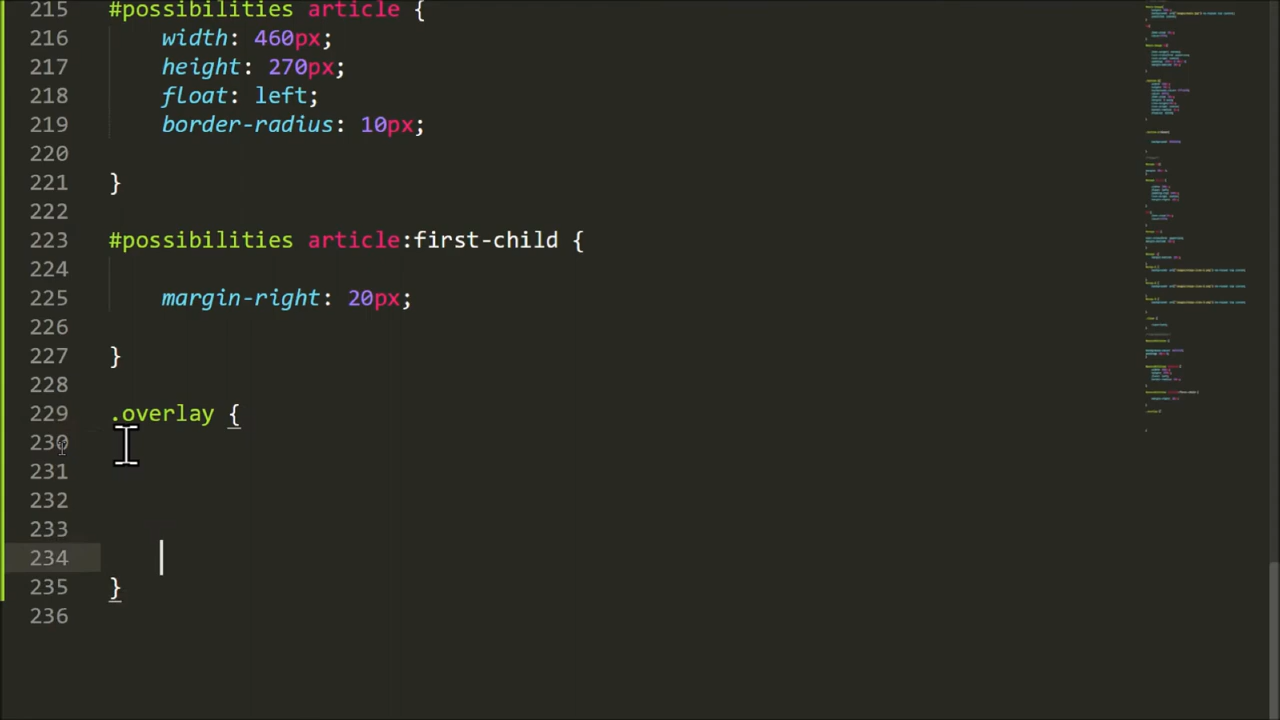 215 #possibilities article {
216 width: 460px;
217 height: 270px;
218 float: left;
219 border-radius: 10px;
220
221 }
222
223 #possibilities article:first-child {
224
225 margin-right: 20px;
226
227 }
228
229 .overlay {
230
231
232
233
234
235 }
236